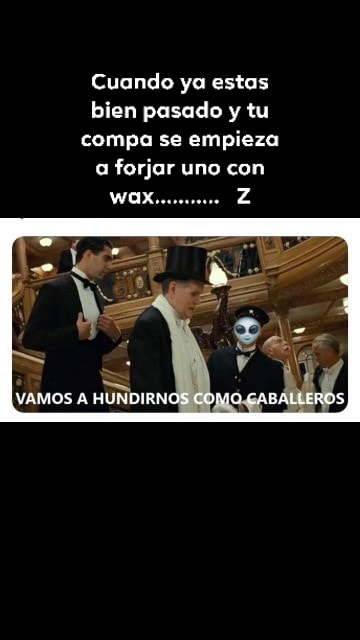 Cuando ya estas
bien pasado y tu
compa se empieza
a forjar uno con
wax........... Z
VAMOS A HUNDIRNOS COMO CABALLEROS